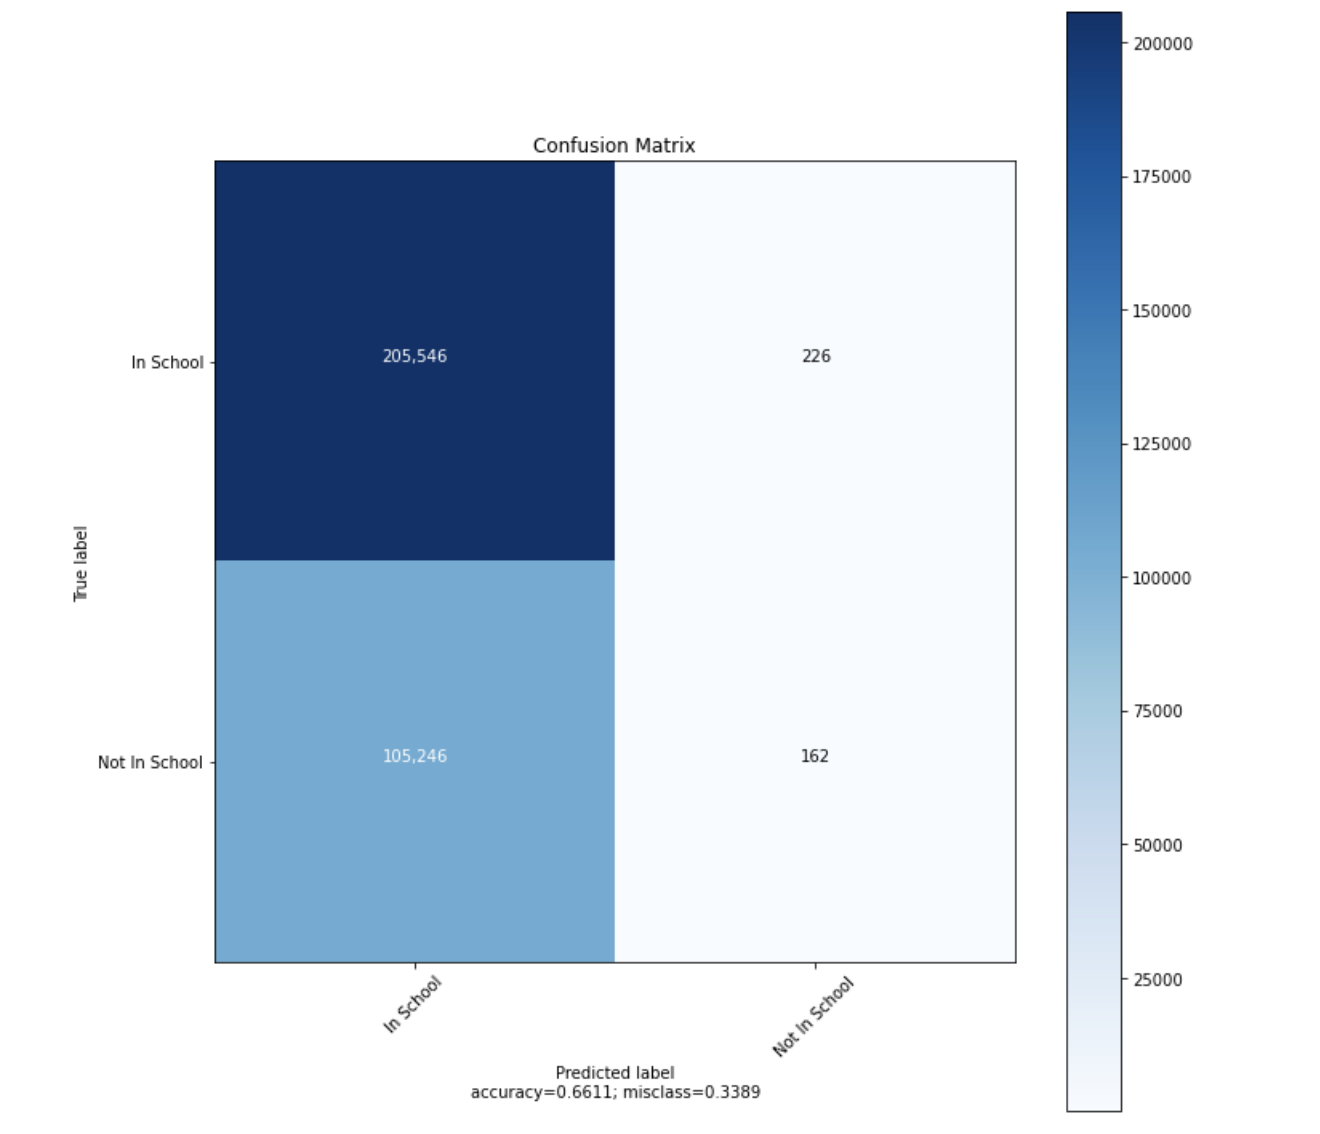 Confusion Matrix
True label
In School
Not In School
205,546
226
105,246
162
In School
Not In School
Predicted label
accuracy=0.6611; misclass=0.3389
200000
175000
150000
125000
100000
75000
50000
25000